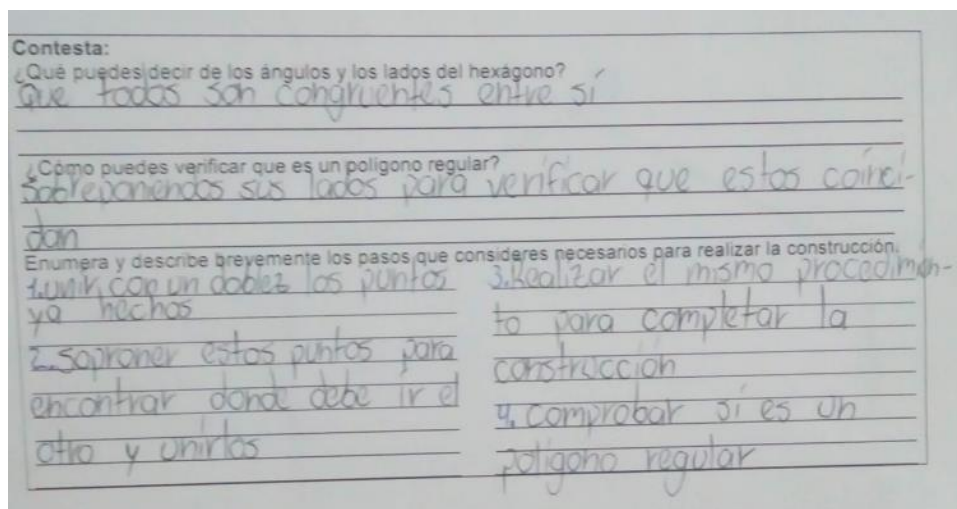 Contesta:
¿Qué puedes decir de los ángulos y los lados del hexágono?
Que todos son congruentes entre sí
¿Cómo puedes verificar que es un polígono regular?
Sobreponiendos sus lados para verificar que estos coinci-
dan
Enumera y describe brevemente los pasos que consideres necesarios para realizar la construcción.
1. unir con un doblez los puntos
ya hechos
2. Soproner estos puntos para
encontrar donde debe ir el
otro y unirlos
3. Realizar el mismo procedimien-
to para completar la
construcción
4. comprobar si es un
poligono regular